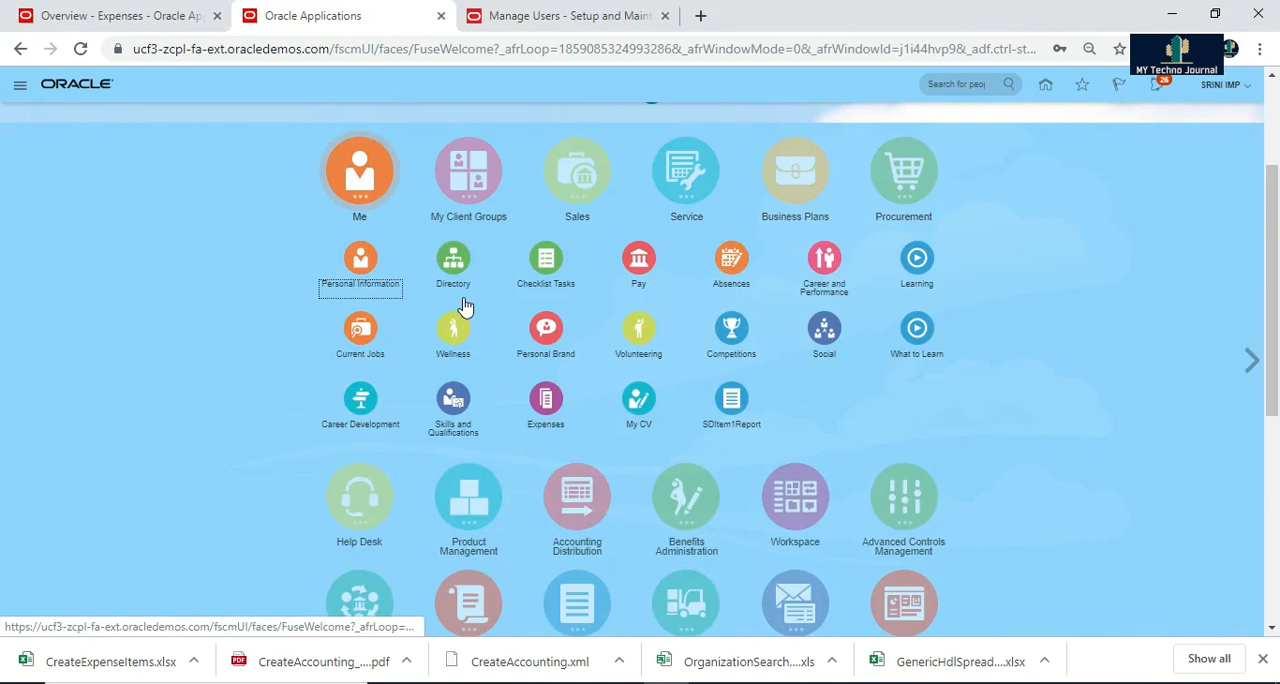 Overview - Expenses - Oracle Ap
Oracle Applications
Manage Users - Setup and Maint
ucf3-zcpl-fa-ext.oracledemos.com/fscmUI/faces/FuseWelcome?_afrLoop=18590853249932868&_afrWindowMode=0&_afrWindowId=j1i44hvp9&_adf.ctrl-st...
MY Techno Journal
ORACLE
Search for peo
26
SRINI IMP
Me
My Client Groups
Sales
Service
Business Plans
Procurement
Personal Information
Directory
Checklist Tasks
Pay
Absences
Career and
Performance
Learning
Current Jobs
Wellness
Personal Brand
Volunteering
Competitions
Social
What to Learn
Career Development
Skills and
Qualifications
Expenses
My CV
SDItem1Report
Help Desk
Product
Management
Accounting
Distribution
Benefits
Administration
Workspace
Advanced Controls
Management
https://ucf3-zcpl-fa-ext.oracledemos.com/fscmUI/faces/FuseWelcome?_afrLoop=...
CreateExpenseItems.xlsx
CreateAccounting_....pdf
CreateAccounting.xml
OrganizationSearch....xls
GenericHdlSpread....xlsx
Show all